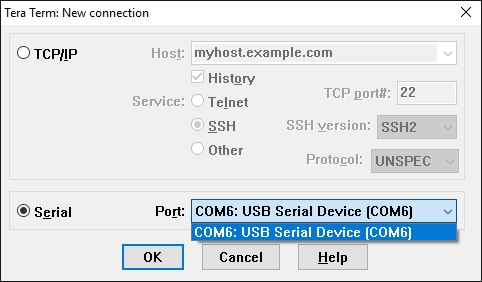 Tera Term: New connection
TCP/IP
Host: myhost.example.com
History
Service: Telnet
TCP port#: 22
SSH
SSH version: SSH2
Other
Protocol: UNSPEC
Serial
Port: COM6: USB Serial Device (COM6)
COM6: USB Serial Device (COM6)
OK Cancel Help